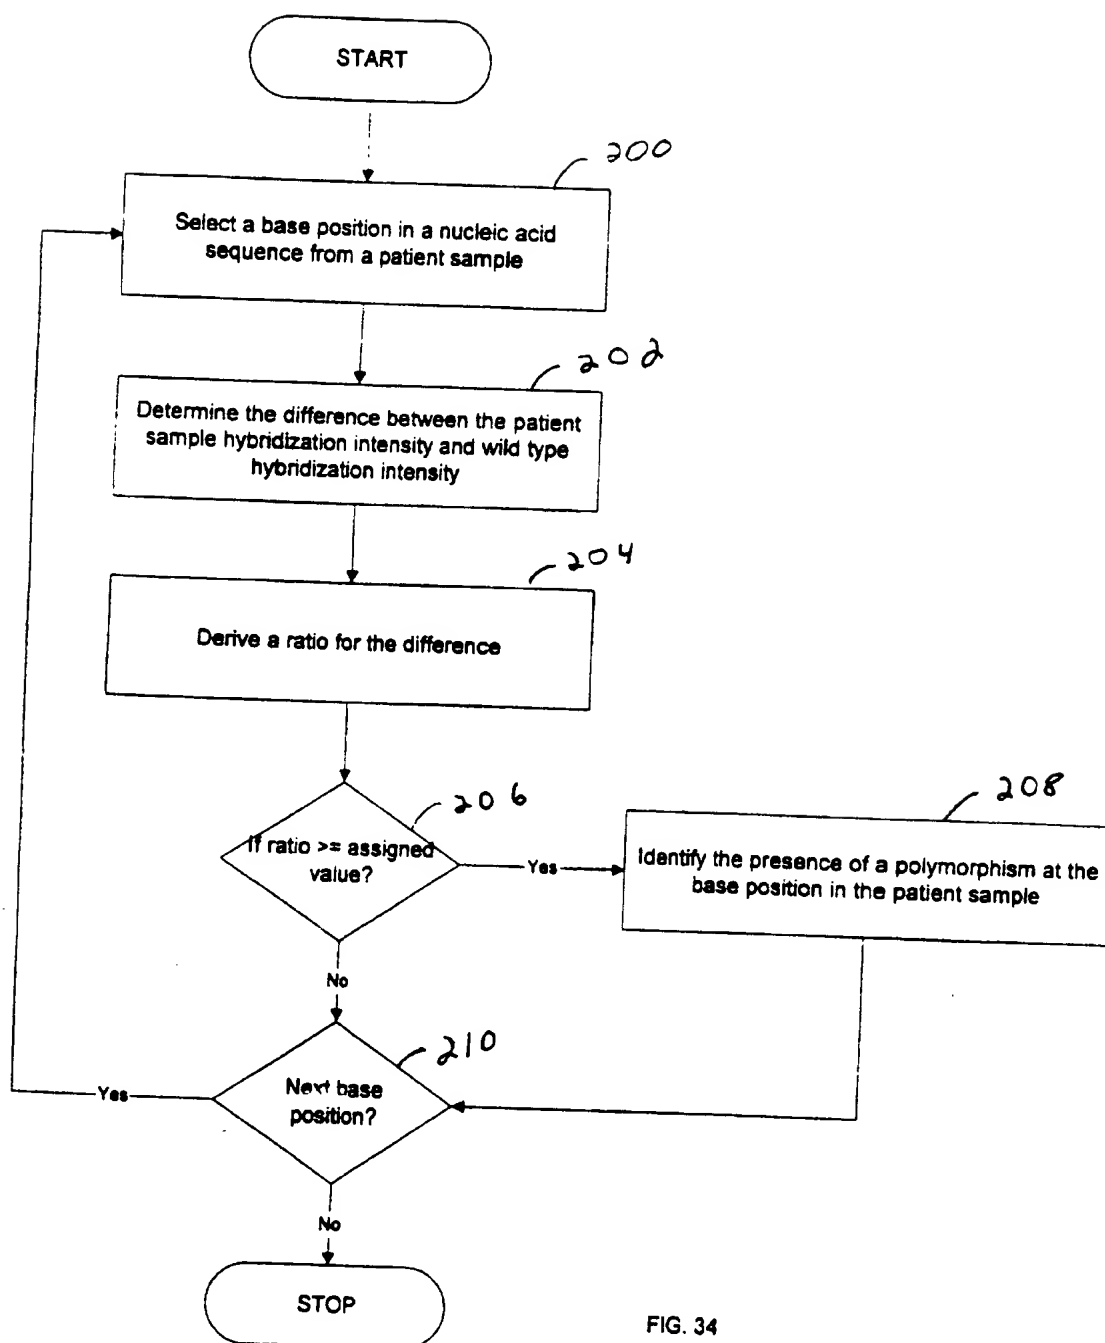 START
200
Select a base position in a nucleic acid
sequence from a patient sample
202
Determine the difference between the patient
sample hybridization intensity and wild type
hybridization intensity
204
Derive a ratio for the difference
206
If ratio >= assigned
value?
Yes
208
Identify the presence of a polymorphism at the
base position in the patient sample
No
210
Next base
position?
Yes
No
STOP
FIG. 34